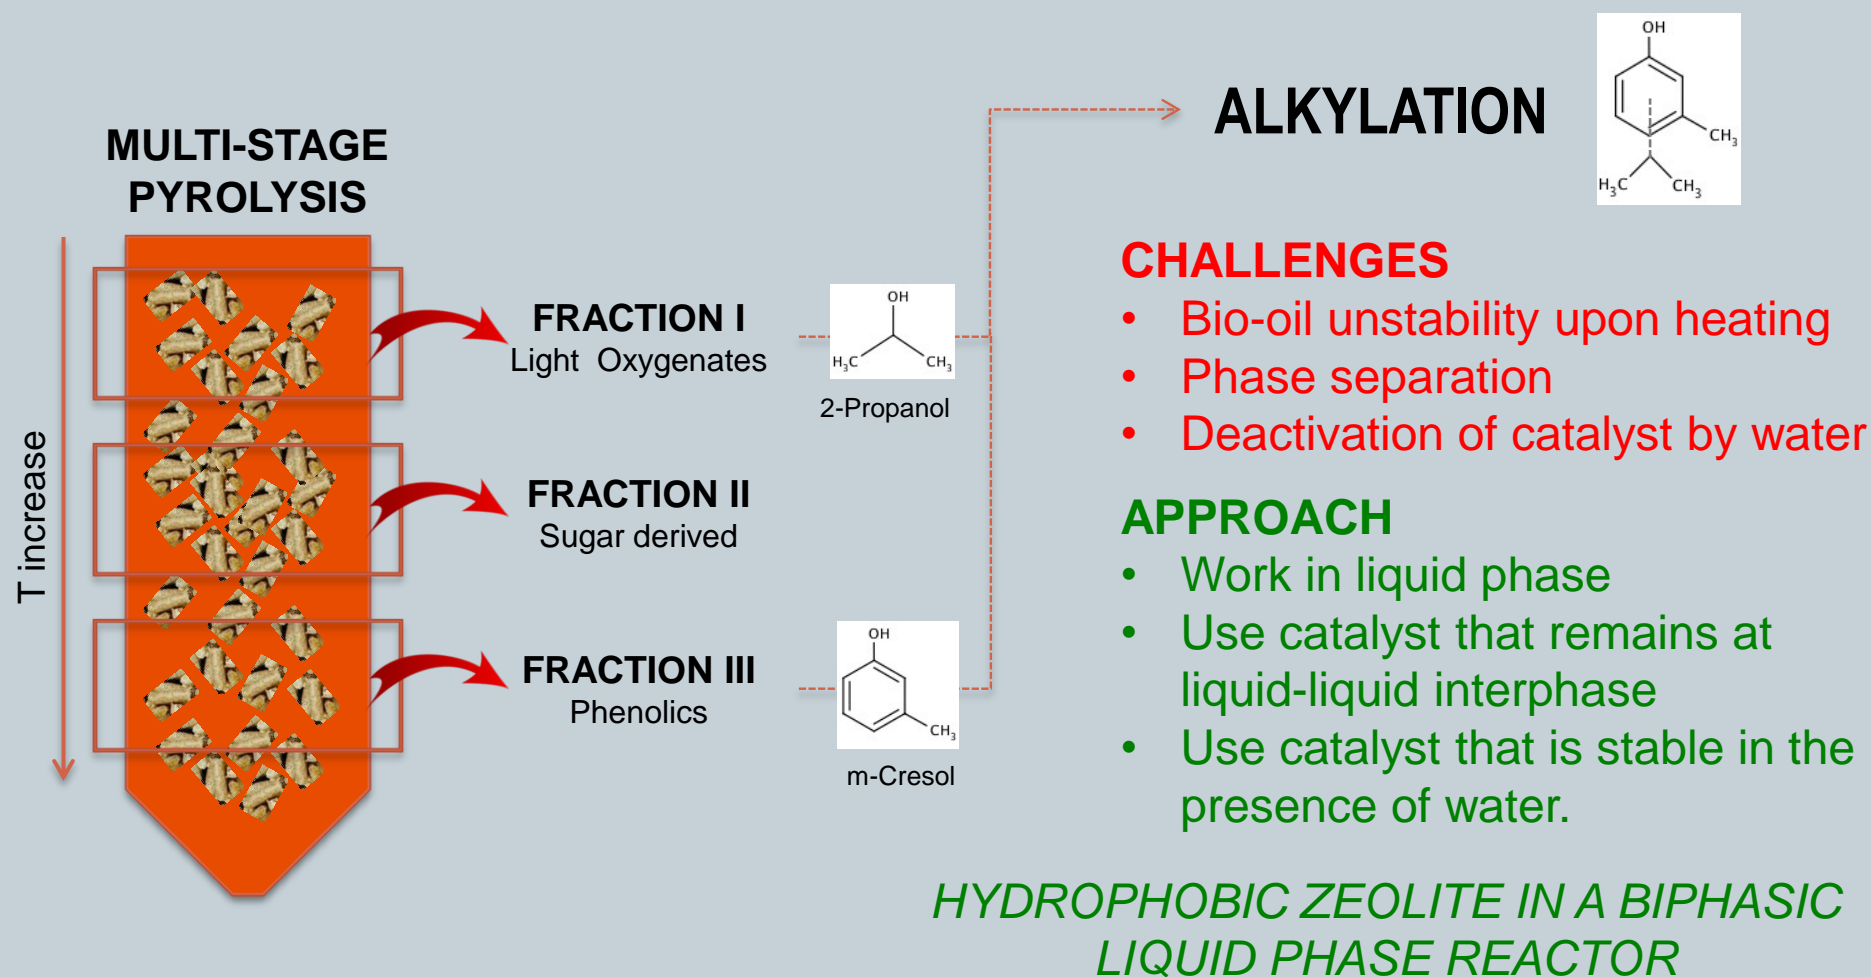 MULTI-STAGE
PYROLYSIS
T increase
FRACTION I
Light Oxygenates
FRACTION II
Sugar derived
FRACTION III
Phenolics
OH
H₃C
CH₃
2-Propanol
OH
CH₃
m-Cresol
ALKYLATION
OH
CH₃
H₃C
CH₃
CHALLENGES
• Bio-oil unstability upon heating
• Phase separation
• Deactivation of catalyst by water
APPROACH
• Work in liquid phase
• Use catalyst that remains at
liquid-liquid interphase
• Use catalyst that is stable in the
presence of water.
HYDROPHOBIC ZEOLITE IN A BIPHASIC
LIQUID PHASE REACTOR